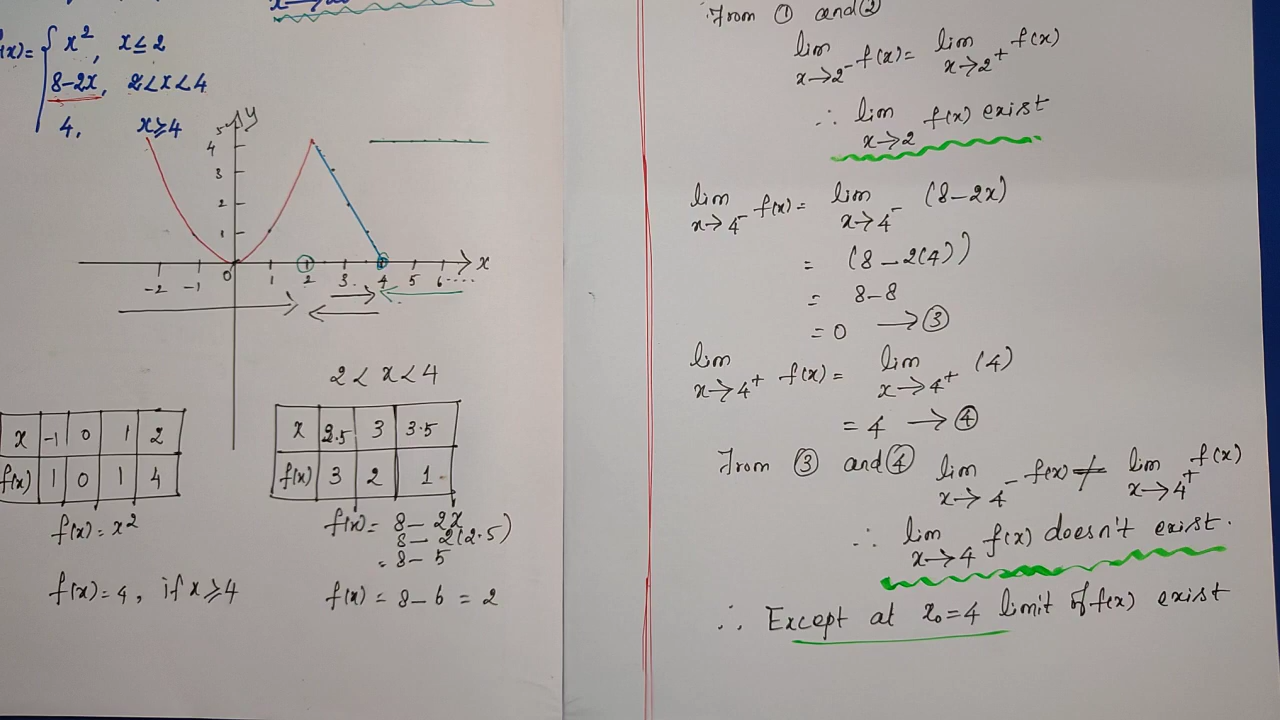 f(x)= { x², x≤2
8-2x, 2<x<4
4, x≥4
y
5
4
3
2
1
-2 -1 0 1 2 3. 4 5 6.... x
2 < x < 4
x -1 0 1 2
f(x) 1 0 1 4
x 2.5 3 3.5
f(x) 3 2 1
f(x)= x²
f(x)= 8-2x
8-2(2.5)
= 8-5
f(x)=4, if x≥4
f(x) = 8-6 = 2
From ① and ②
lim x→2⁻ f(x)= lim x→2⁺ f(x)
∴ lim x→2 f(x) exist
lim x→4⁻ f(x)= lim x→4⁻ (8-2x)
= (8-2(4))
= 8-8
=0 →③
lim x→4⁺ f(x)= lim x→4⁺ (4)
= 4 →④
From ③ and ④ lim x→4⁻ f(x) ≠ lim x→4⁺ f(x)
∴ lim x→4 f(x) doesn't exist.
∴ Except at x₀=4 limit of f(x) exist